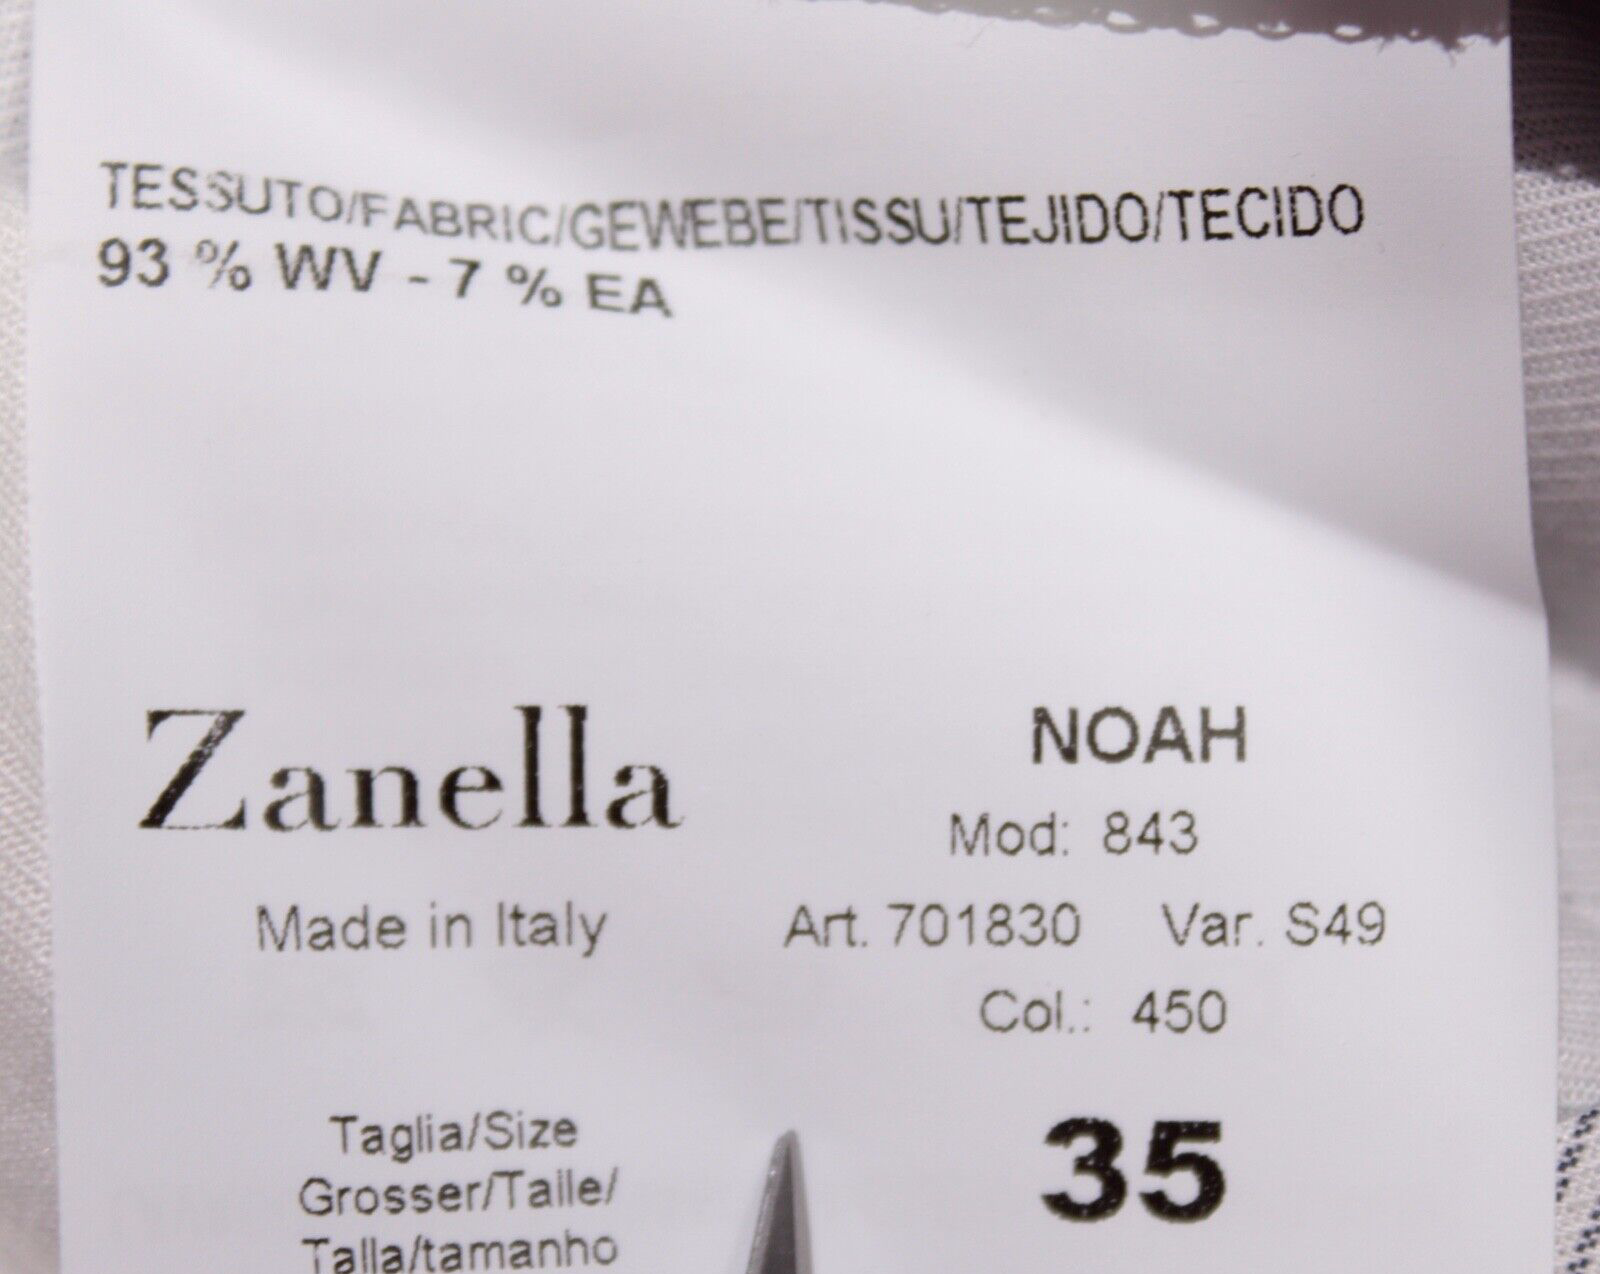 TESSUTO/FABRIC/GEWEBE/TISSU/TEJIDO/TECIDO
93 % WV - 7 % EA
Zanella
Made in Italy
NOAH
Mod: 843
Art. 701830 Var. S49
Col.: 450
Taglia/Size
Grosser/Taile/
Talla/tamanho
35